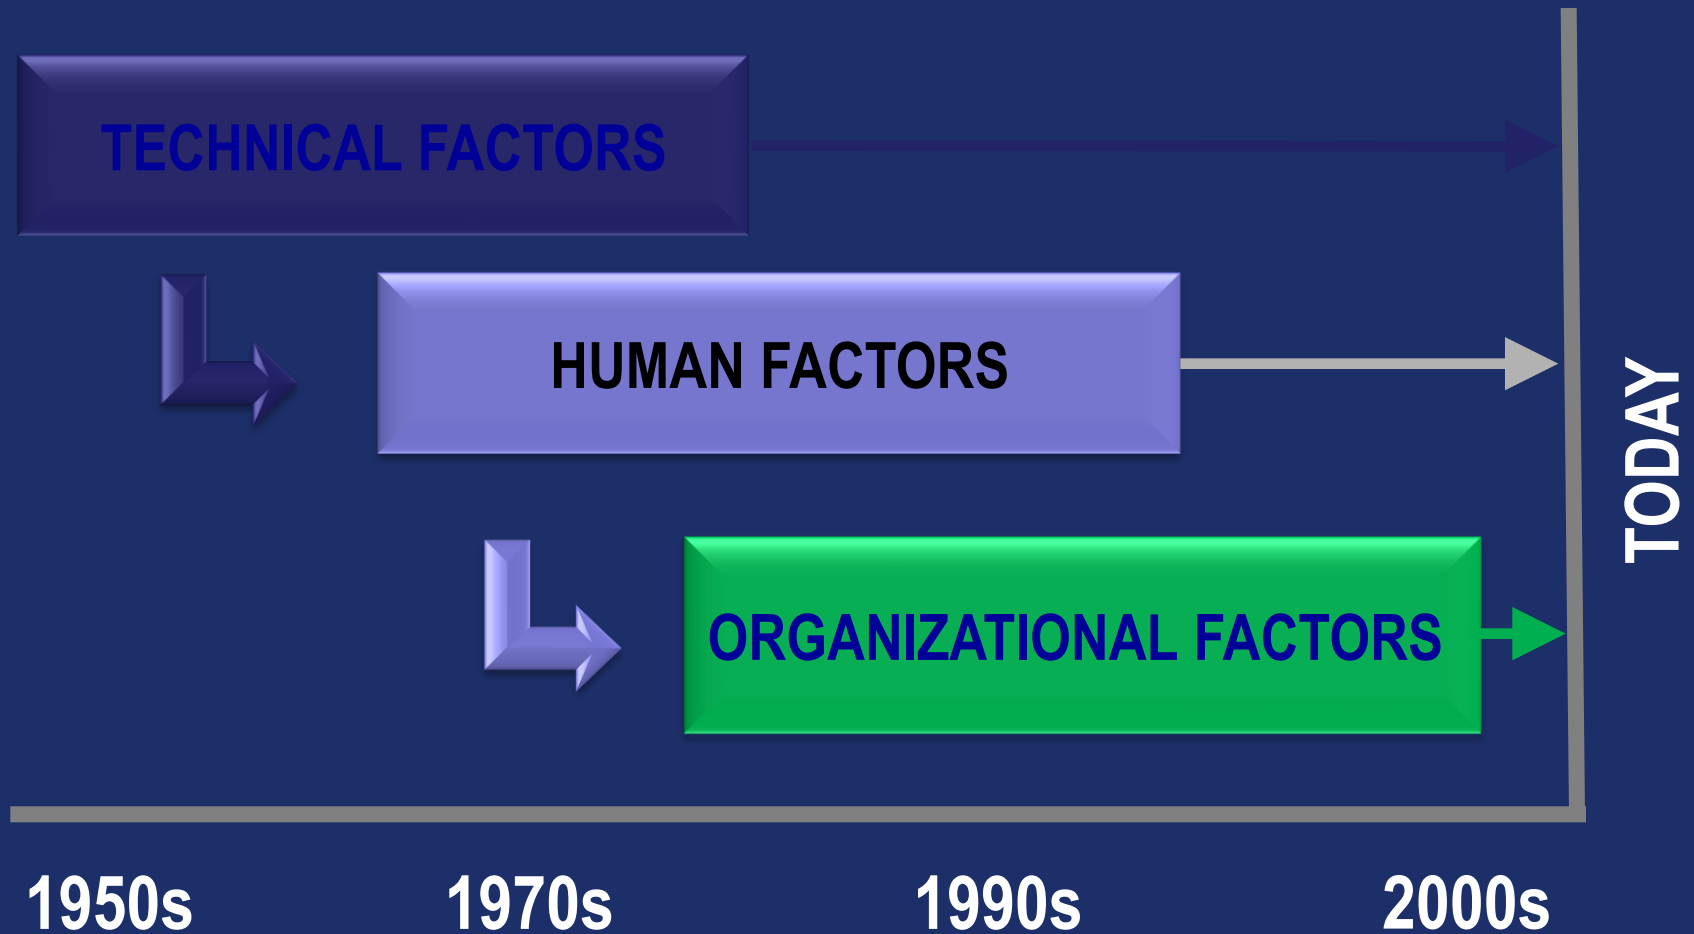 TECHNICAL FACTORS
HUMAN FACTORS
ORGANIZATIONAL FACTORS
TODAY
1950s 1970s 1990s 2000s